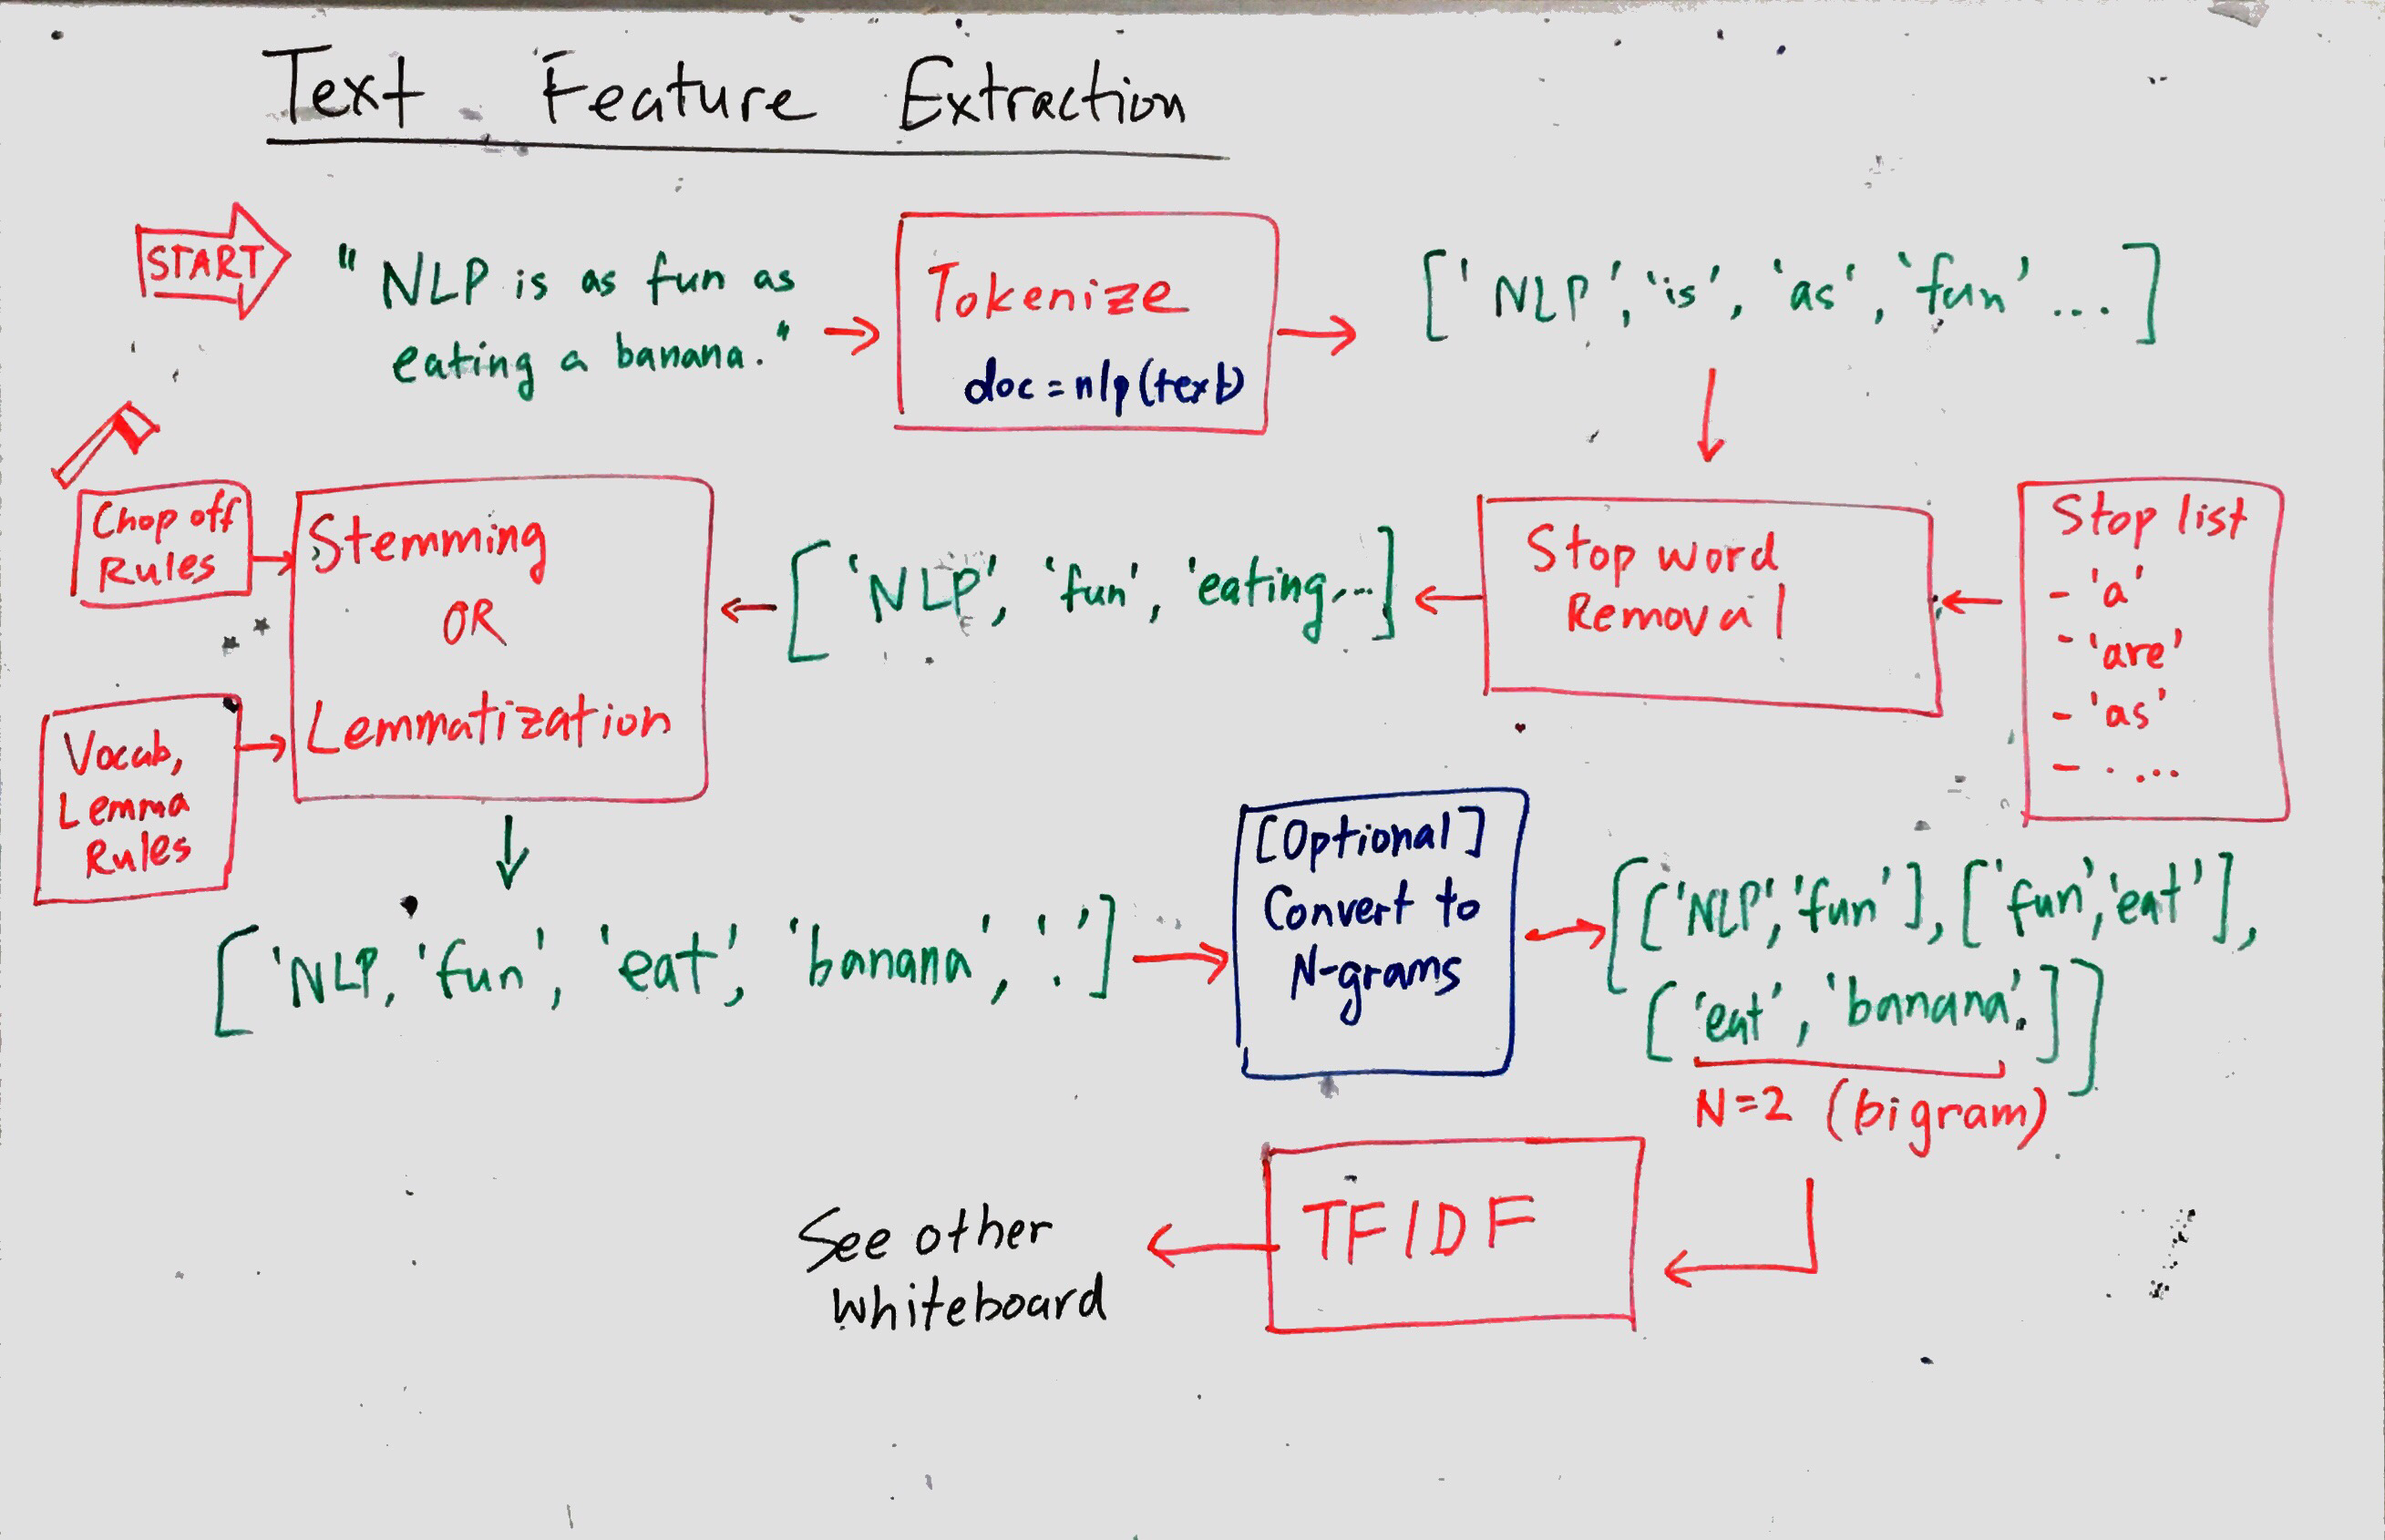 Text Feature Extraction
START
"NLP is as fun as
eating a banana."
Tokenize
doc = nlp(text)
['NLP', 'is', 'as', 'fun' ...]
Stop list
- 'a'
- 'are'
- 'as'
- . ...
Stop word
Removal
['NLP', 'fun', 'eating...]
Chop off
Rules
Stemming
OR
Lemmatization
Vocab,
Lemma
Rules
['NLP, 'fun', 'eat', 'banana', '.']
[Optional]
Convert to
N-grams
[['NLP', 'fun'], ['fun', 'eat'],
['eat', 'banana'.]]
N=2 (bigram)
TFIDF
See other
whiteboard